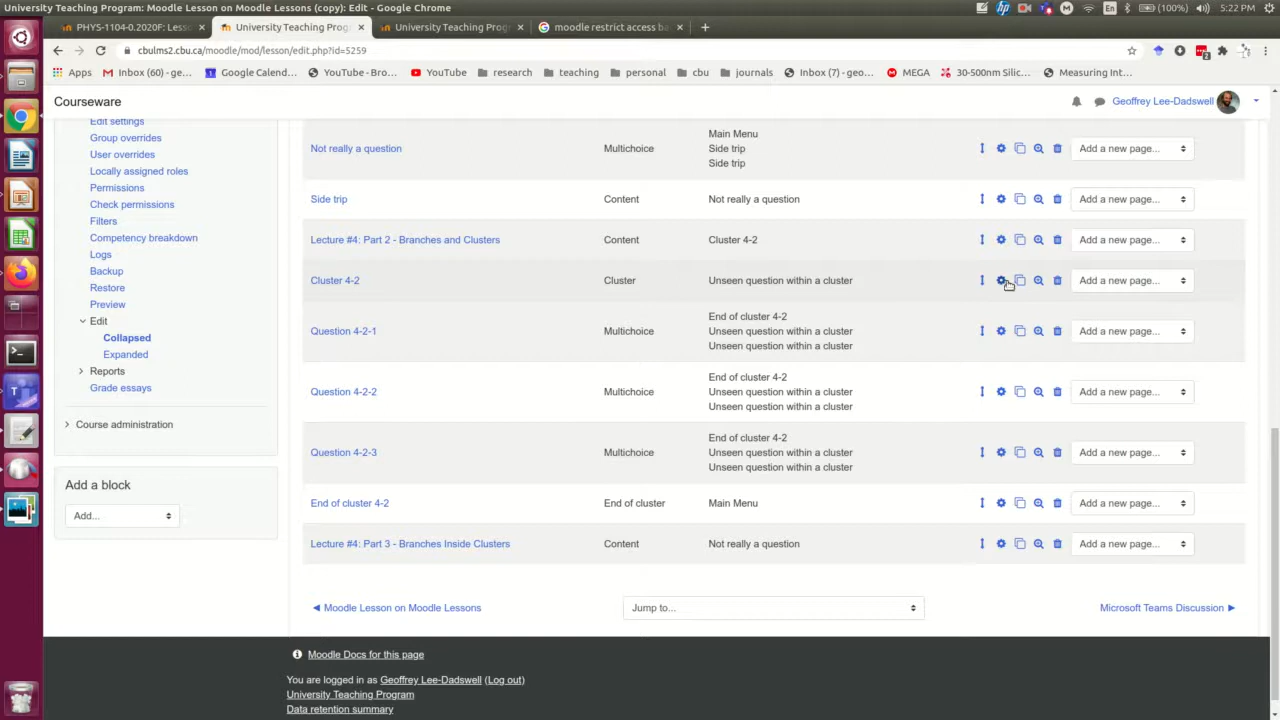 University Teaching Program: Moodle Lesson on Moodle Lessons (copy): Edit - Google Chrome
En (100%) 5:22 PM
PHYS-1104-0.2020F: Lesso × University Teaching Prog × University Teaching Prog × moodle restrict access ba × +
cbulms2.cbu.ca/moodle/mod/lesson/edit.php?id=5259
Apps Inbox (60) - ge... Google Calend... YouTube - Bro... YouTube research teaching personal cbu journals Inbox (7) - geo... MEGA 30-500nm Silic... Measuring Int...
Courseware Geoffrey Lee-Dadswell
Edit settings
Group overrides
User overrides
Locally assigned roles
Permissions
Check permissions
Filters
Competency breakdown
Logs
Backup
Restore
Preview
Edit
Collapsed
Expanded
Reports
Grade essays
Course administration
Add a block
Add...
Main Menu
Not really a question Multichoice Side trip Add a new page...
Side trip
Side trip Content Not really a question Add a new page...
Lecture #4: Part 2 - Branches and Clusters Content Cluster 4-2 Add a new page...
Cluster 4-2 Cluster Unseen question within a cluster Add a new page...
End of cluster 4-2
Question 4-2-1 Multichoice Unseen question within a cluster Add a new page...
Unseen question within a cluster
End of cluster 4-2
Question 4-2-2 Multichoice Unseen question within a cluster Add a new page...
Unseen question within a cluster
End of cluster 4-2
Question 4-2-3 Multichoice Unseen question within a cluster Add a new page...
Unseen question within a cluster
End of cluster 4-2 End of cluster Main Menu Add a new page...
Lecture #4: Part 3 - Branches Inside Clusters Content Not really a question Add a new page...
◀ Moodle Lesson on Moodle Lessons Jump to... Microsoft Teams Discussion ▶
Moodle Docs for this page
You are logged in as Geoffrey Lee-Dadswell (Log out)
University Teaching Program
Data retention summary